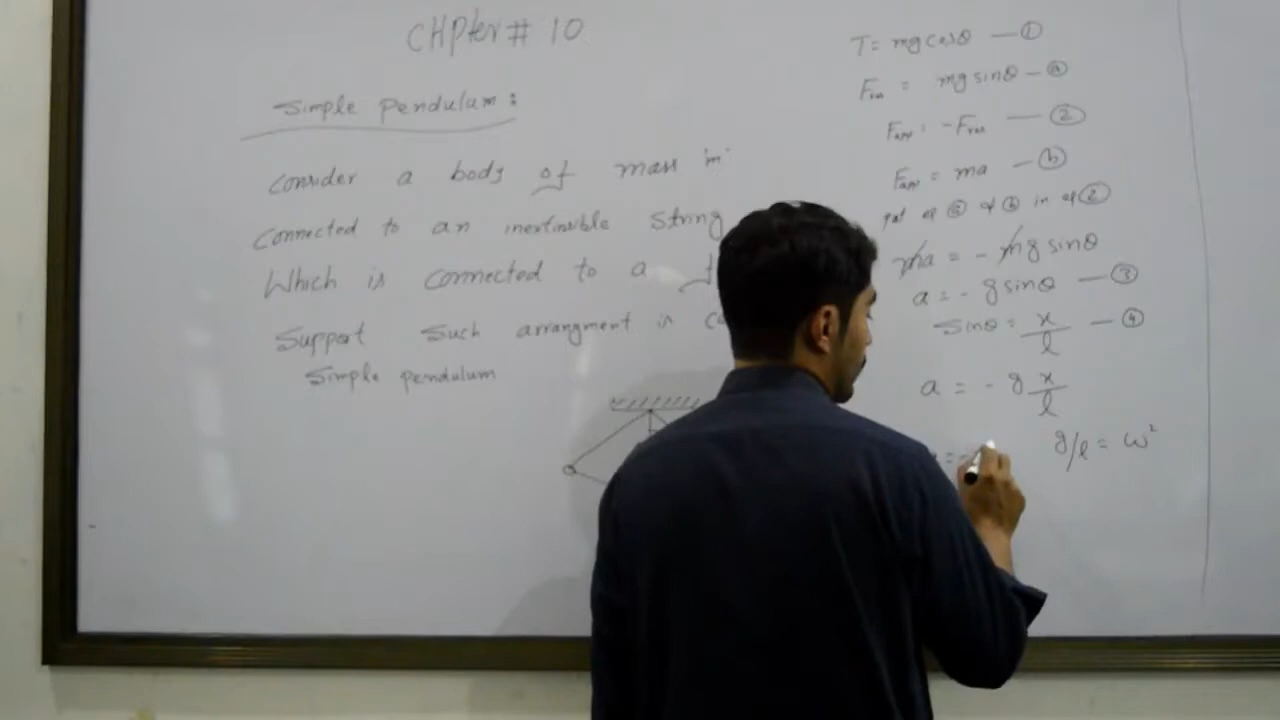 CHpter # 10
Simple Pendulum:
Consider a body of mass 'm'
Connected to an inextinsible String
Which is Connected to a
Support Such arrangment is
Simple pendulum
T = mg cosθ — ①
Fres = mg sinθ — ⓐ
Fapp = -Fres — ②
Fapp = ma — ⓑ
put eq ⓐ & ⓑ in eq ②
ma = - mg sinθ
a = - g sinθ — ③
Sinθ = x/l — ④
a = - g x/l
g/l = ω²